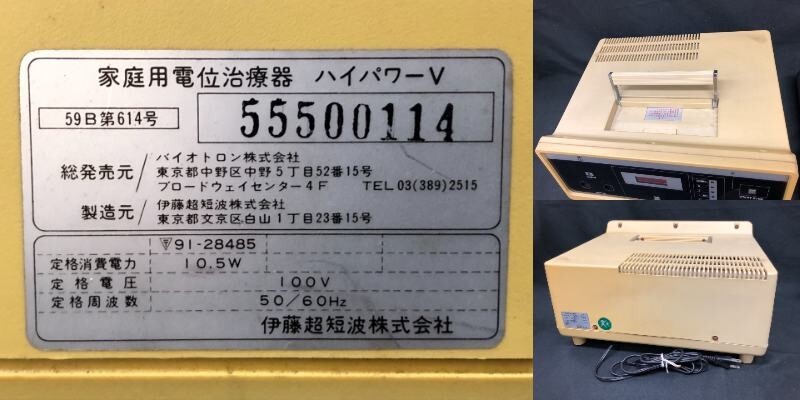 家庭用電位治療器 ハイパワーV
59B第614号 55500114
総発売元 バイオトロン株式会社
東京都中野区中野5丁目52番15号
ブロードウェイセンター4F TEL 03(389)2515
製造元 伊藤超短波株式会社
東京都文京区白山1丁目23番15号
91-28485
定格消費電力 10.5W
定格電圧 100V
定格周波数 50/60Hz
伊藤超短波株式会社